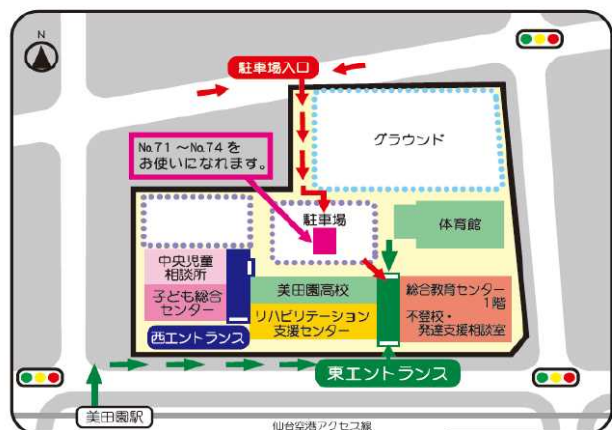 N
駐車場入口
グラウンド
No.71～No.74を
お使いになれます。
駐車場
体育館
中央児童
相談所
美田園高校
総合教育センター
1階
子ども総合
センター
リハビリテーション
支援センター
不登校・
発達支援相談室
西エントランス
東エントランス
美田園駅
仙台空港アクセス線